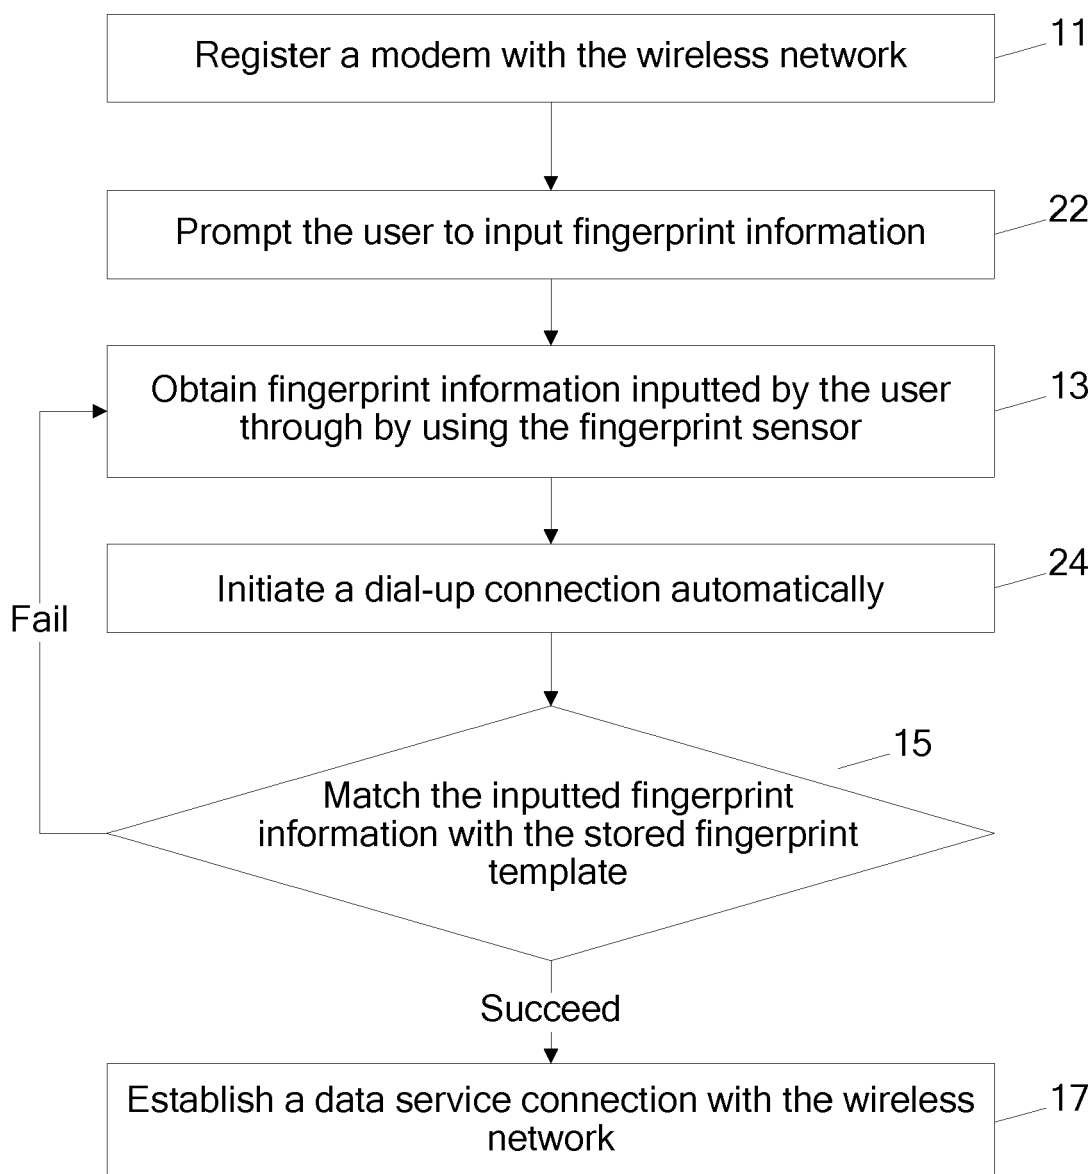 Register a modem with the wireless network
11
Prompt the user to input fingerprint information
22
Obtain fingerprint information inputted by the user
through by using the fingerprint sensor
13
Initiate a dial-up connection automatically
24
Fail
15
Match the inputted fingerprint
information with the stored fingerprint
template
Succeed
Establish a data service connection with the wireless
network
17